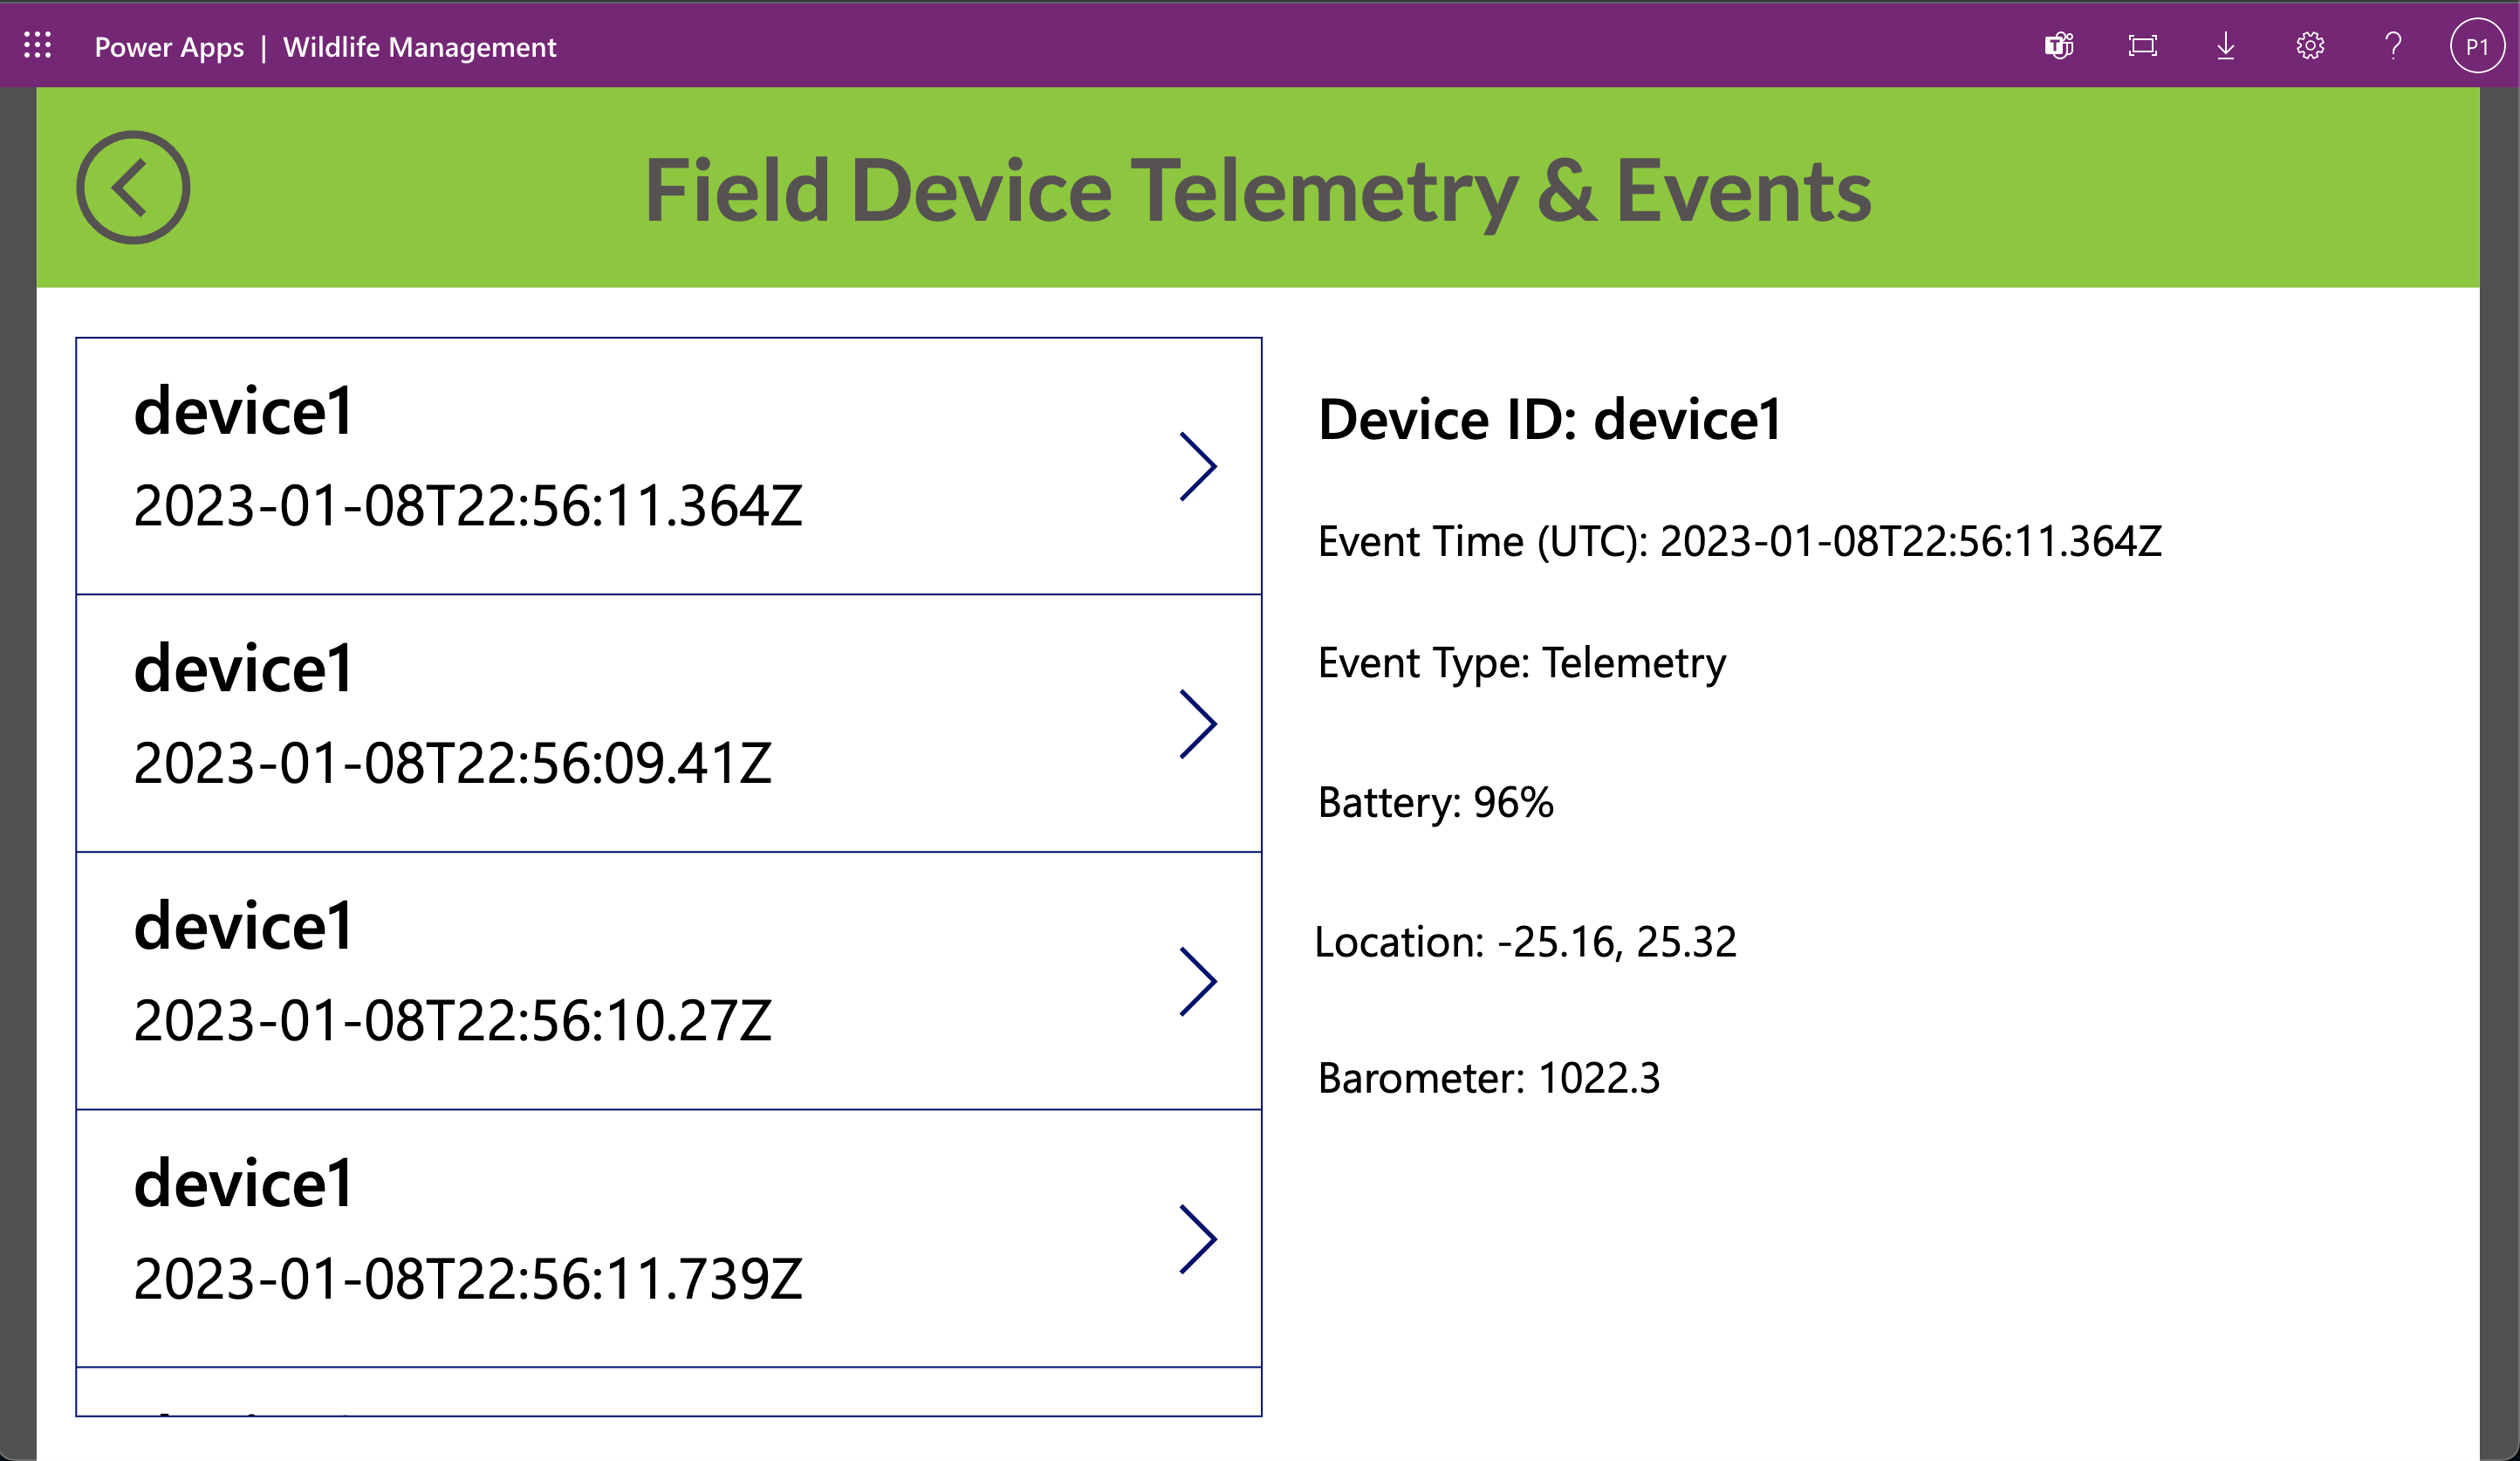 Power Apps | Wildlife Management
P1
Field Device Telemetry & Events
device1
2023-01-08T22:56:11.364Z
device1
2023-01-08T22:56:09.41Z
device1
2023-01-08T22:56:10.27Z
device1
2023-01-08T22:56:11.739Z
Device ID: device1
Event Time (UTC): 2023-01-08T22:56:11.364Z
Event Type: Telemetry
Battery: 96%
Location: -25.16, 25.32
Barometer: 1022.3